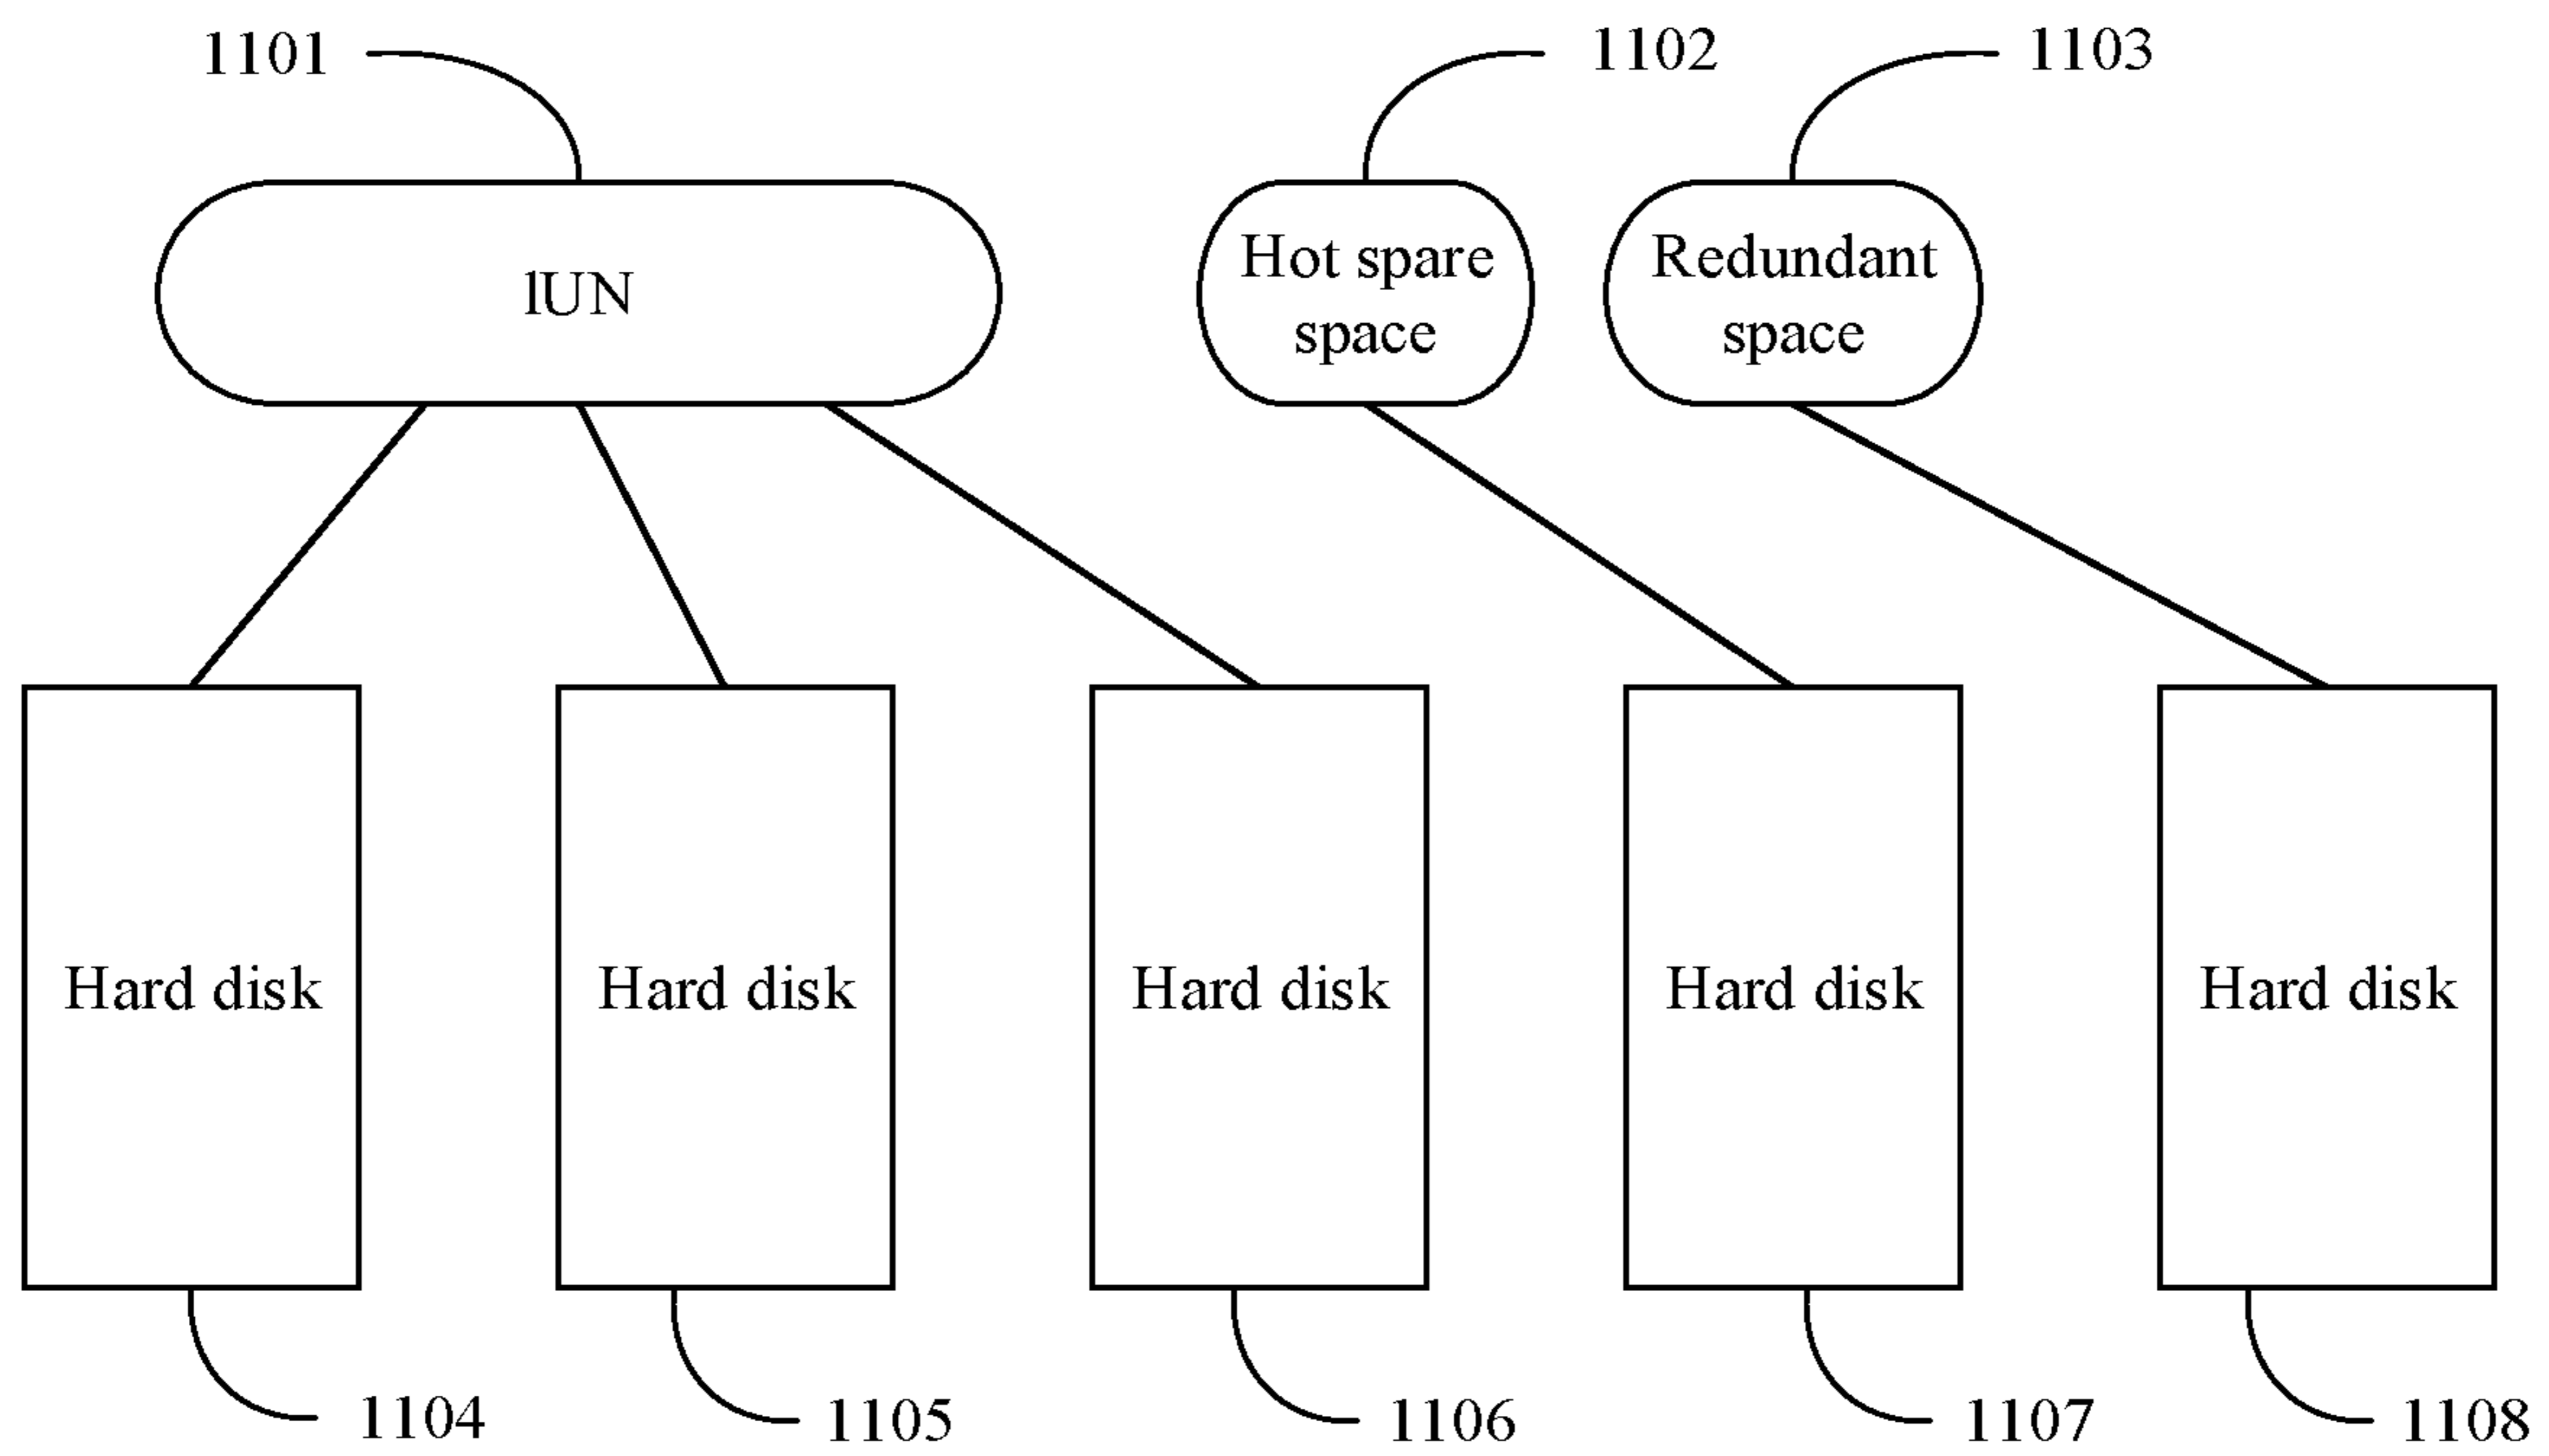 1101
1102
1103
lUN
Hot spare
space
Redundant
space
Hard disk
Hard disk
Hard disk
Hard disk
Hard disk
1104
1105
1106
1107
1108